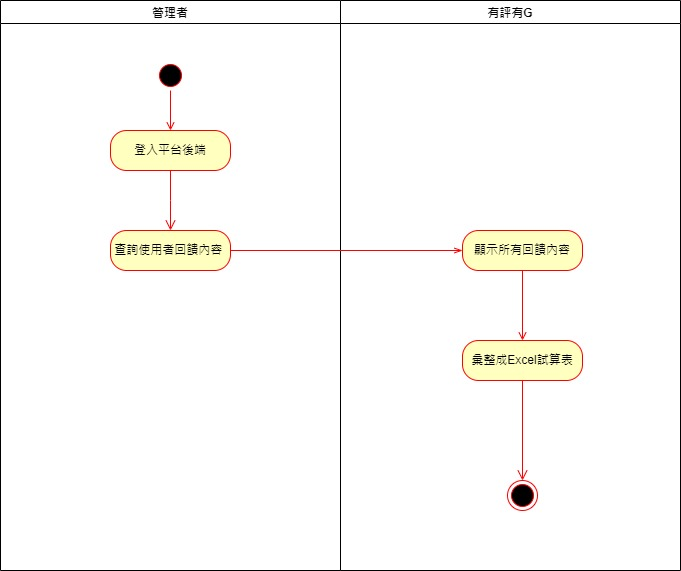 管理者
有評有G
登入平台後端
查詢使用者回饋內容
顯示所有回饋內容
彙整成Excel試算表